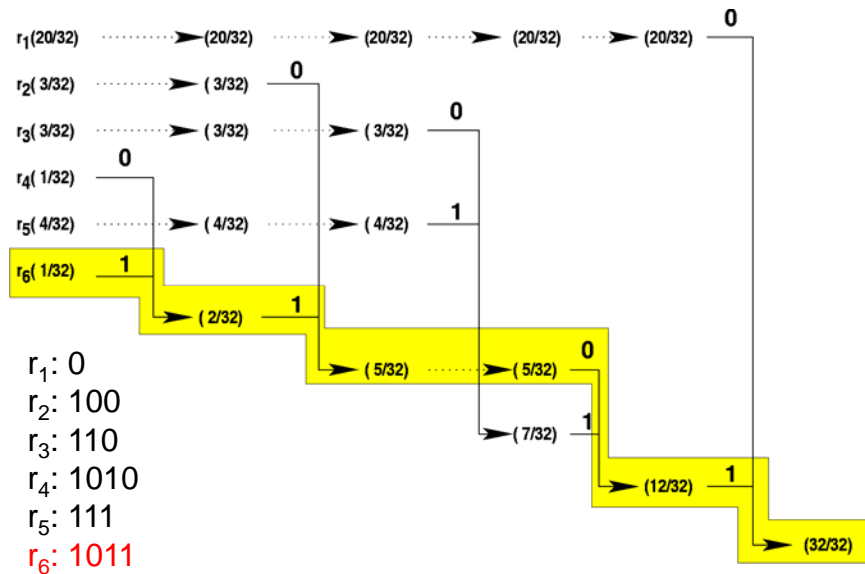 0
r1(20/32) (20/32) (20/32) (20/32) (20/32)
0
r2( 3/32) ( 3/32)
0
r3( 3/32) ( 3/32) ( 3/32)
0
r4( 1/32)
1
r5( 4/32) ( 4/32) ( 4/32)
1
r6( 1/32)
1
( 2/32)
0
( 5/32) ( 5/32)
1
( 7/32)
1
(12/32)
(32/32)
r1: 0
r2: 100
r3: 110
r4: 1010
r5: 111
r6: 1011